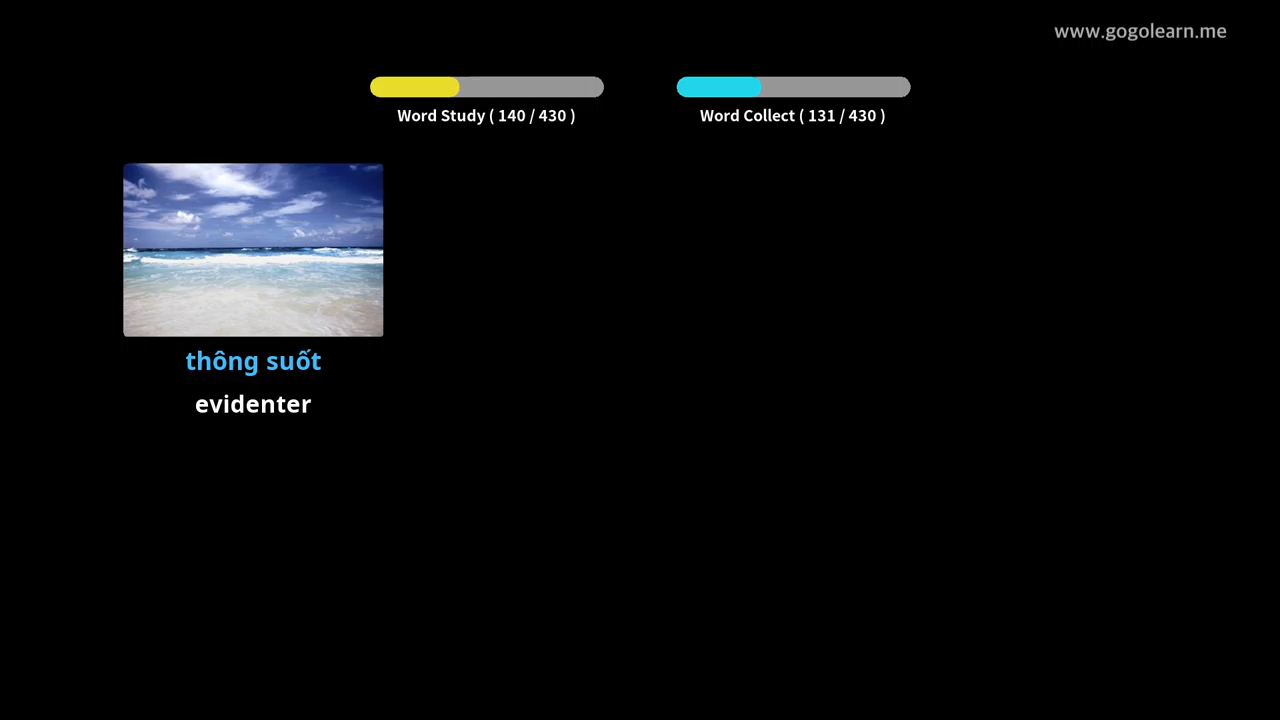 www.gogolearn.me
Word Study ( 140 / 430 )
Word Collect ( 131 / 430 )
thông suốt
evidenter